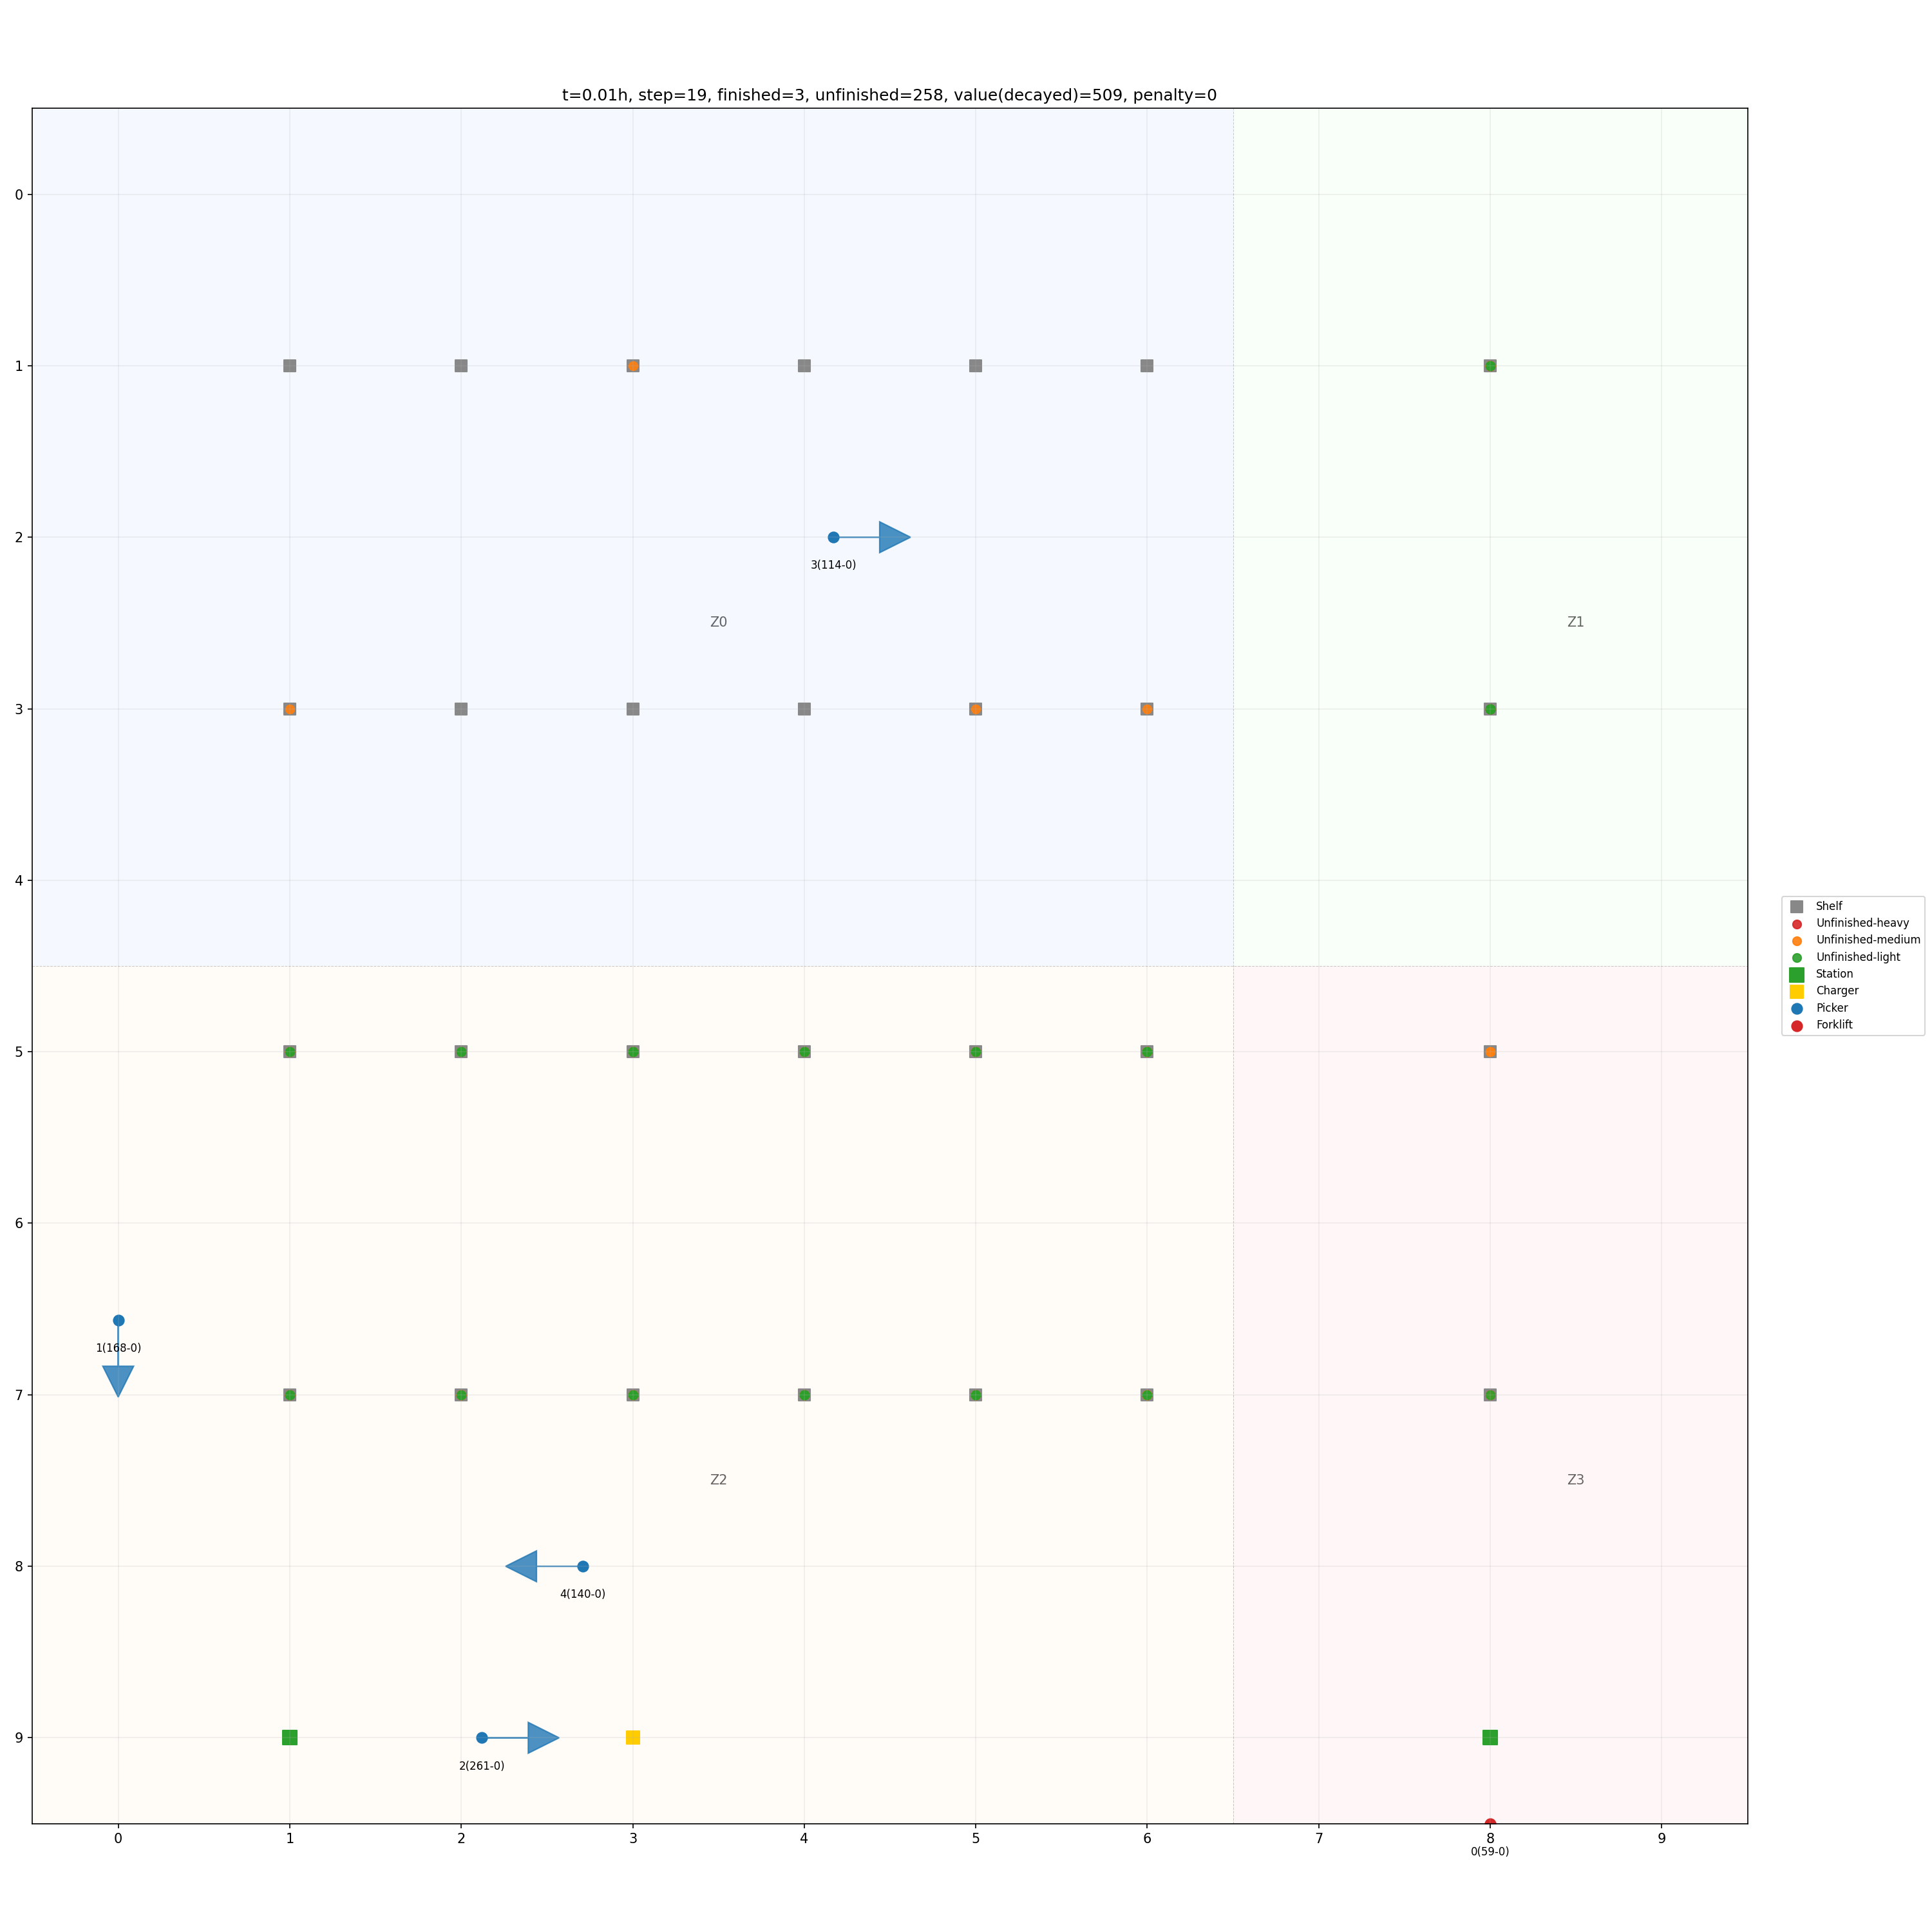 t=0.01h, step=19, finished=3, unfinished=258, value(decayed)=509, penalty=0
0
1
2
3(114-0)
Z0
Z1
3
4
Shelf
Unfinished-heavy
Unfinished-medium
Unfinished-light
Station
Charger
Picker
Forklift
5
6
1(168-0)
7
Z2
Z3
8
4(140-0)
9
2(261-0)
0 1 2 3 4 5 6 7 8 9
0(59-0)